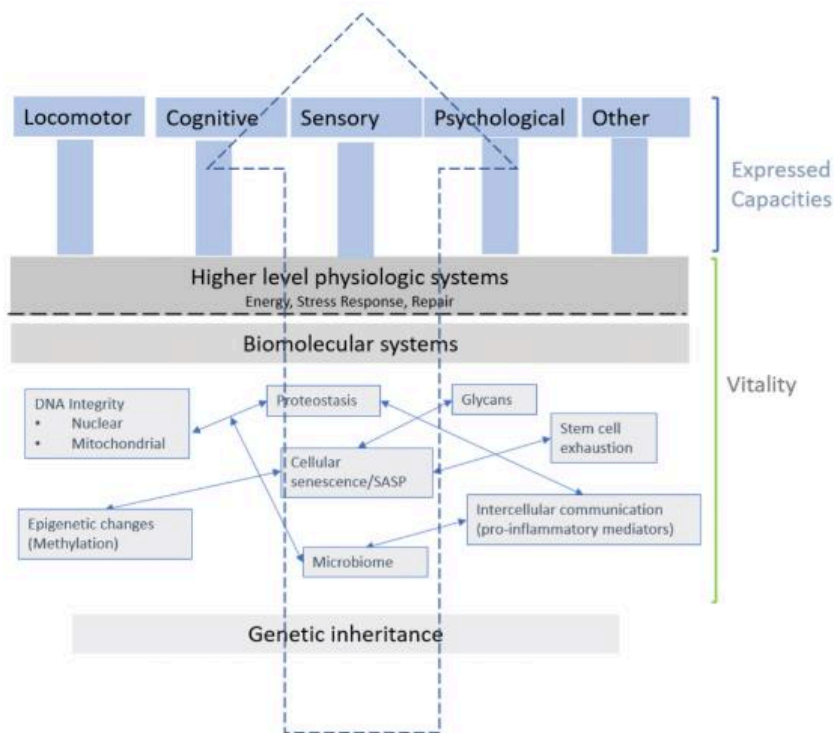 Locomotor
Cognitive
Sensory
Psychological
Other
Expressed
Capacities
Higher level physiologic systems
Energy, Stress Response, Repair
Biomolecular systems
Vitality
DNA Integrity
• Nuclear
• Mitochondrial
Proteostasis
Glycans
Stem cell
exhaustion
Cellular
senescence/SASP
Epigenetic changes
(Methylation)
Intercellular communication
(pro-inflammatory mediators)
Microbiome
Genetic inheritance